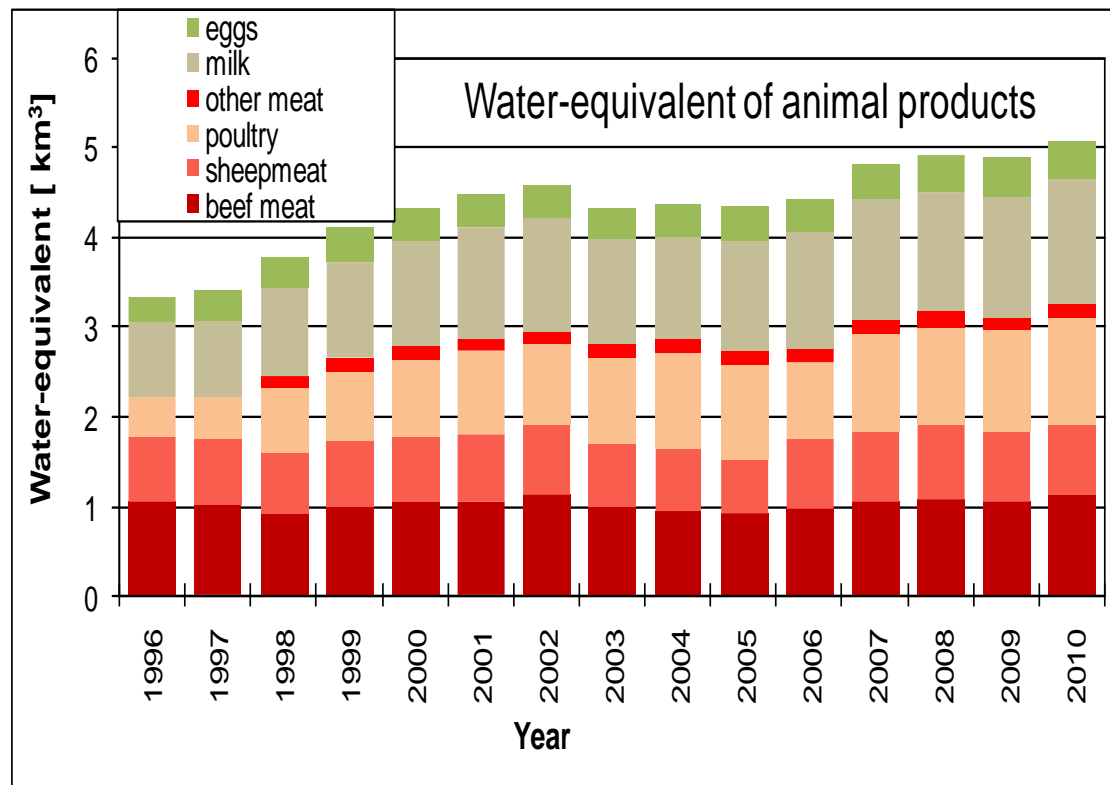 eggs
milk
other meat
poultry
sheepmeat
beef meat
Water-equivalent of animal products
Water-equivalent [ km³]
6
5
4
3
2
1
0
1996 1997 1998 1999 2000 2001 2002 2003 2004 2005 2006 2007 2008 2009 2010
Year